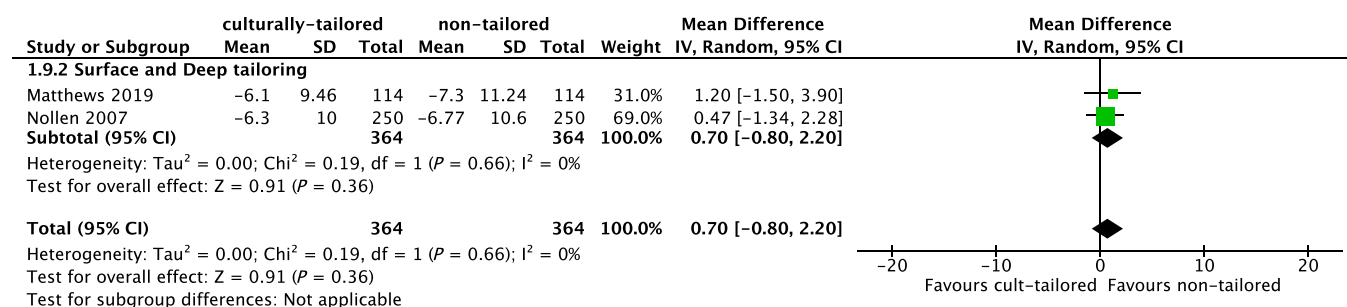 culturally-tailored non-tailored Mean Difference Mean Difference
Study or Subgroup Mean SD Total Mean SD Total Weight IV, Random, 95% CI IV, Random, 95% CI
1.9.2 Surface and Deep tailoring
Matthews 2019 −6.1 9.46 114 −7.3 11.24 114 31.0% 1.20 [−1.50, 3.90]
Nollen 2007 −6.3 10 250 −6.77 10.6 250 69.0% 0.47 [−1.34, 2.28]
Subtotal (95% CI) 364 364 100.0% 0.70 [−0.80, 2.20]
Heterogeneity: Tau² = 0.00; Chi² = 0.19, df = 1 (P = 0.66); I² = 0%
Test for overall effect: Z = 0.91 (P = 0.36)
Total (95% CI) 364 364 100.0% 0.70 [−0.80, 2.20]
Heterogeneity: Tau² = 0.00; Chi² = 0.19, df = 1 (P = 0.66); I² = 0%
Test for overall effect: Z = 0.91 (P = 0.36)
Test for subgroup differences: Not applicable
−20 −10 0 10 20
Favours cult-tailored Favours non-tailored